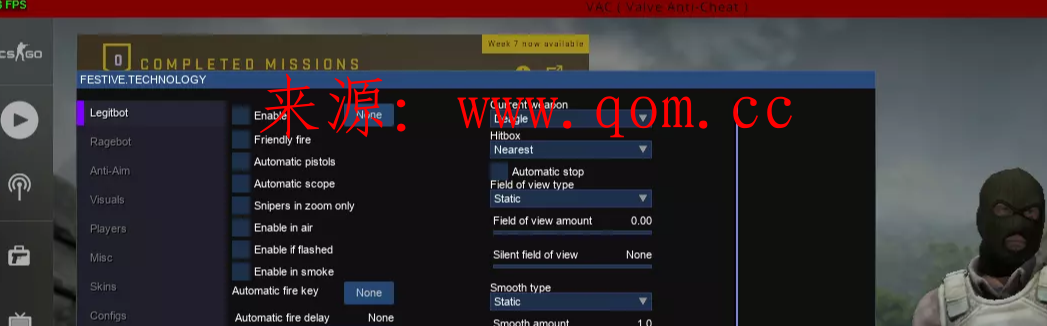 FPS
VAC ( Valve Anti-Cheat )
CS GO
Week 7 now available
0 COMPLETED MISSIONS
FESTIVE.TECHNOLOGY
来源: www.qom.cc
Legitbot
Ragebot
Anti-Aim
Visuals
Players
Misc
Skins
Configs
Enable None
Friendly fire
Automatic pistols
Automatic scope
Snipers in zoom only
Enable in air
Enable if flashed
Enable in smoke
Automatic fire key None
Automatic fire delay None
Current weapon
Deagle
Hitbox
Nearest
Automatic stop
Field of view type
Static
Field of view amount 0.00
Silent field of view None
Smooth type
Static
Smooth amount 1.0